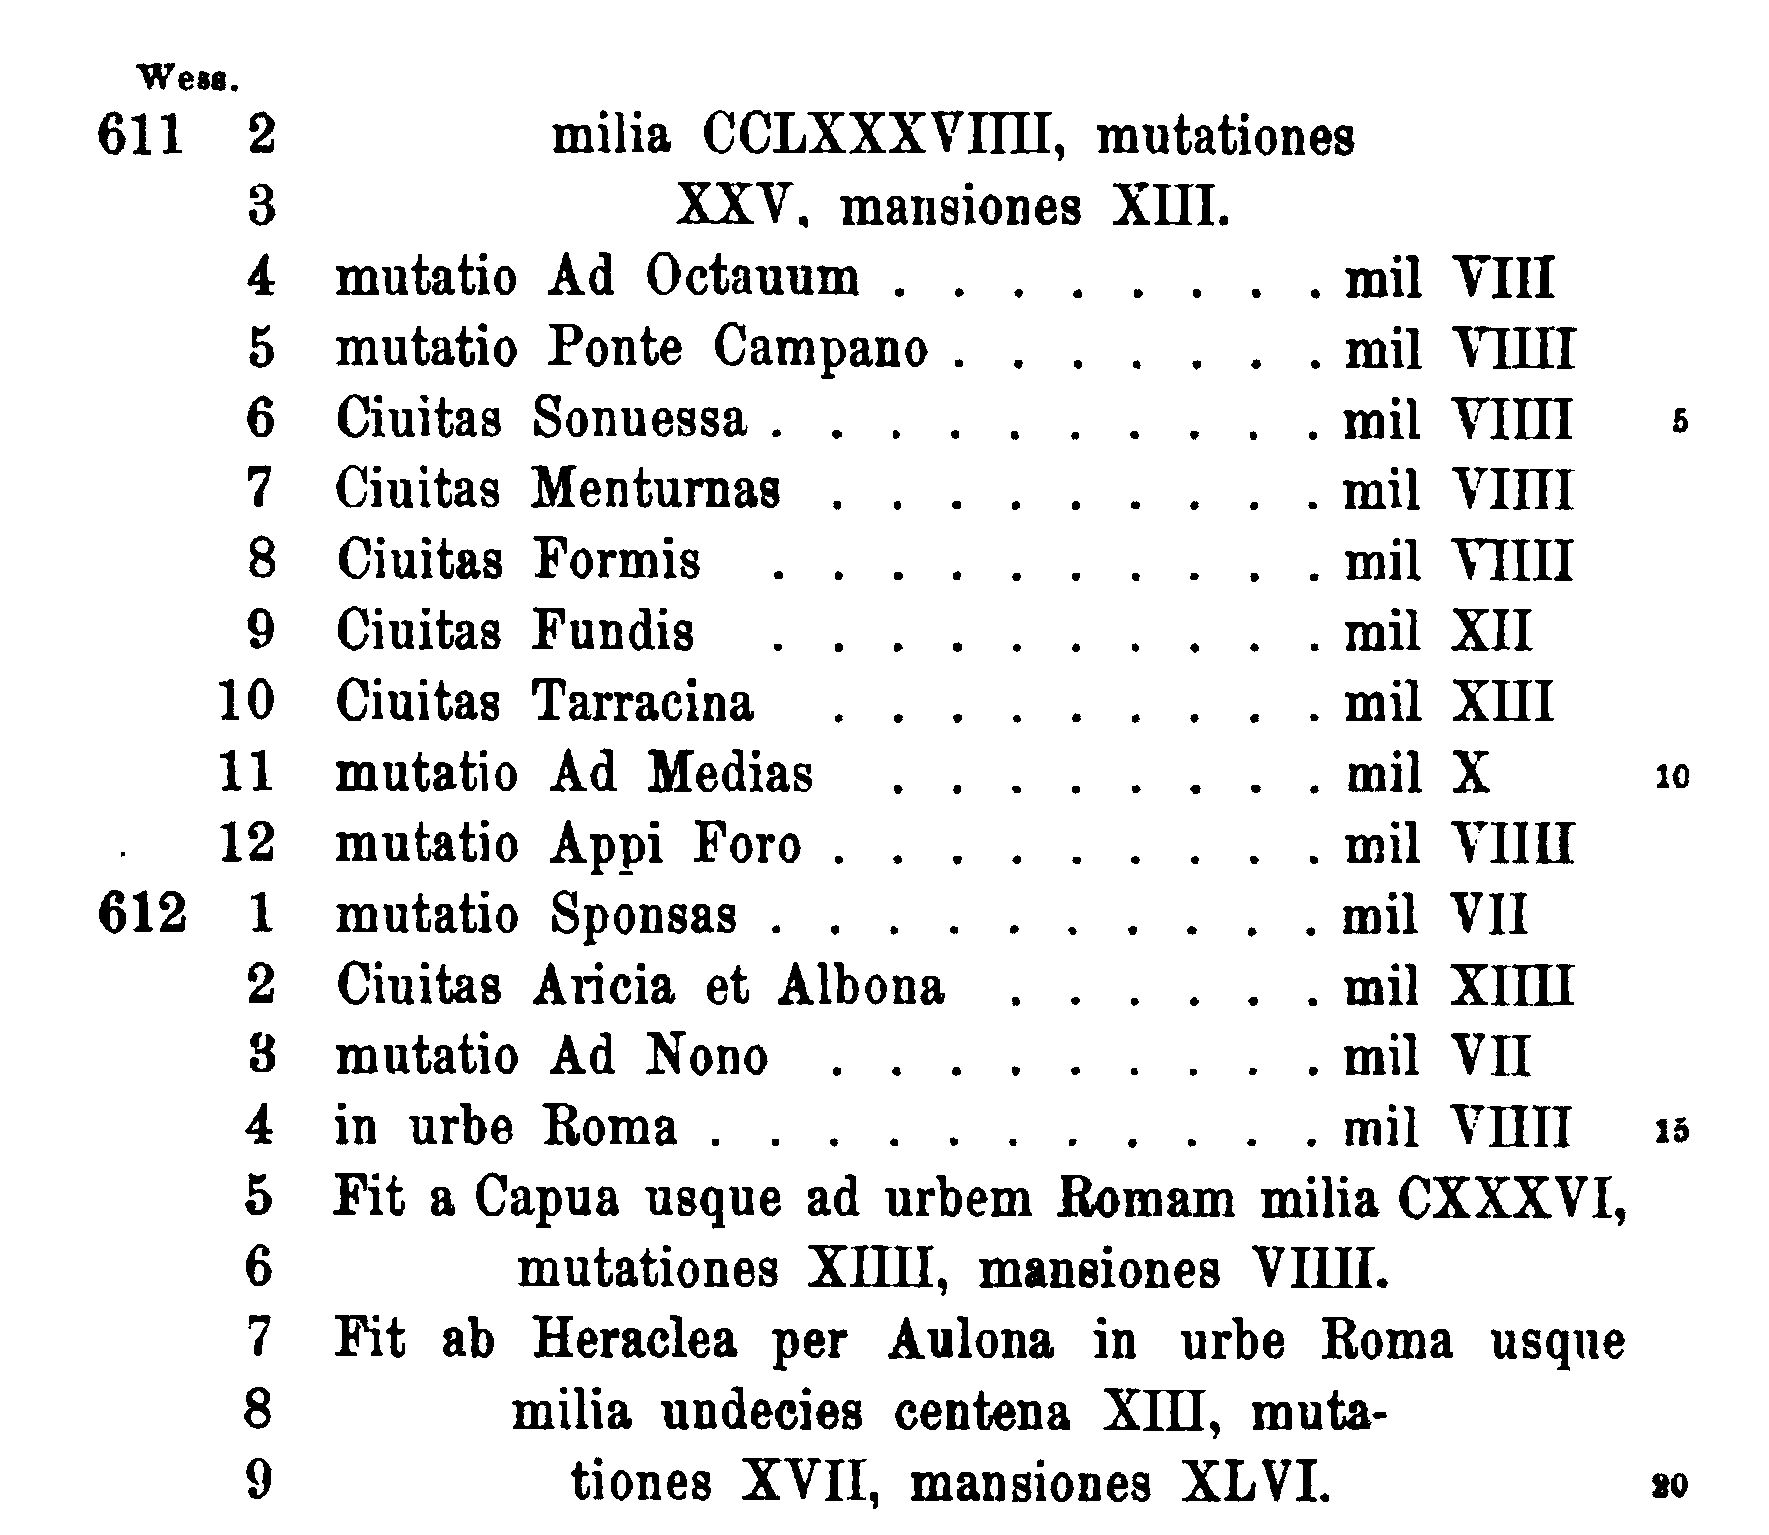 Wess.
611 2 milia CCLXXXVIIII, mutationes
3 XXV, mansiones XIII.
4 mutatio Ad Octauum . . . . . . . . mil VIII
5 mutatio Ponte Campano . . . . . . . mil VIIII
6 Ciuitas Sonuessa . . . . . . . . . . mil VIIII 5
7 Ciuitas Menturnas . . . . . . . . . mil VIIII
8 Ciuitas Formis . . . . . . . . . . mil VIIII
9 Ciuitas Fundis . . . . . . . . . . mil XII
10 Ciuitas Tarracina . . . . . . . . . mil XIII
11 mutatio Ad Medias . . . . . . . . mil X 10
12 mutatio Appi Foro . . . . . . . . . mil VIIII
612 1 mutatio Sponsas . . . . . . . . . . mil VII
2 Ciuitas Aricia et Albona . . . . . . mil XIIII
3 mutatio Ad Nono . . . . . . . . . mil VII
4 in urbe Roma . . . . . . . . . . . mil VIIII 15
5 Fit a Capua usque ad urbem Romam milia CXXXVI,
6 mutationes XIIII, mansiones VIIII.
7 Fit ab Heraclea per Aulona in urbe Roma usque
8 milia undecies centena XIII, muta-
9 tiones XVII, mansiones XLVI. 20